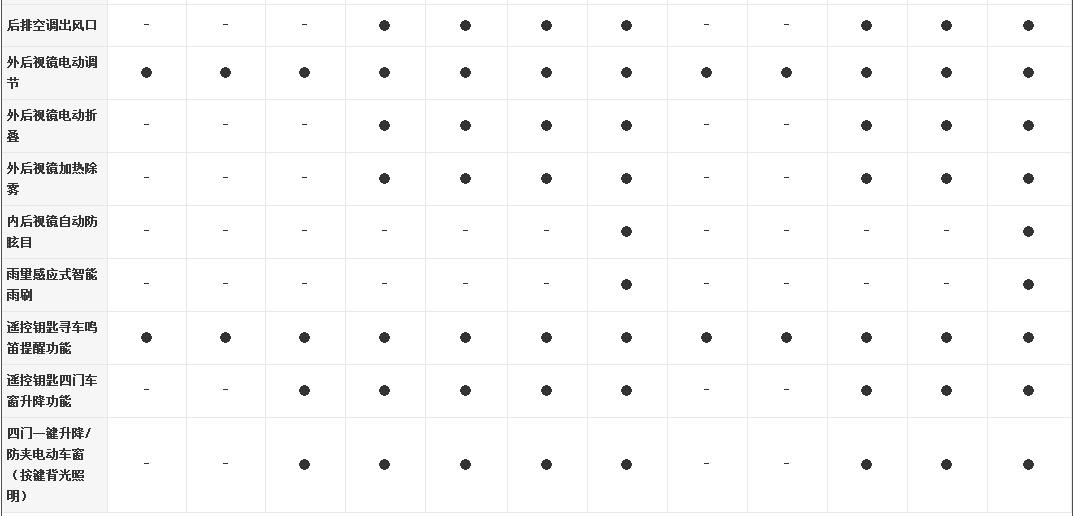 后排空调出风口 - - - ● ● ● ● - - ● ● ●
外后视镜电动调
节
● ● ● ● ● ● ● ● ● ● ● ●
外后视镜电动折
叠
- - - ● ● ● ● - - ● ● ●
外后视镜加热除
雾
- - - ● ● ● ● - - ● ● ●
内后视镜自动防
眩目
- - - - - - ● - - - - ●
雨量感应式智能
雨刷
- - - - - - ● - - - - ●
遥控钥匙寻车鸣
笛提醒功能
● ● ● ● ● ● ● ● ● ● ● ●
遥控钥匙四门车
窗升降功能
- - ● ● ● ● ● - - ● ● ●
四门一键升降/
防夹电动车窗
（按键背光照
明）
- - ● ● ● ● ● - - ● ● ●